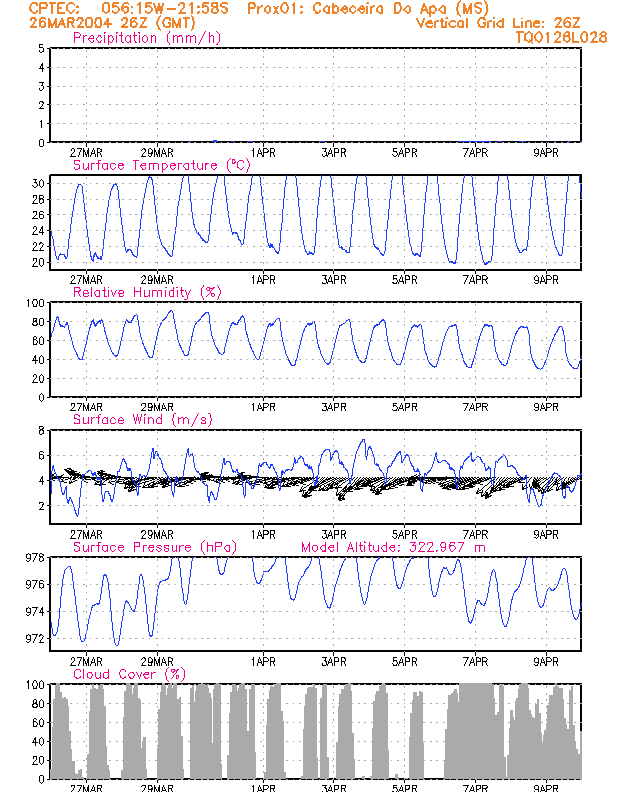 CPTEC: 056:15W-21:58S Prox01: Cabeceira Do Apa (MS)
26MAR2004 26Z (GMT) Vertical Grid Line: 26Z
Precipitation (mm/h) TQ0126L028
5
4
3
2
1
0
27MAR 29MAR 1APR 3APR 5APR 7APR 9APR
Surface Temperature (°C)
30
28
26
24
22
20
27MAR 29MAR 1APR 3APR 5APR 7APR 9APR
Relative Humidity (%)
100
80
60
40
20
0
27MAR 29MAR 1APR 3APR 5APR 7APR 9APR
Surface Wind (m/s)
8
6
4
2
27MAR 29MAR 1APR 3APR 5APR 7APR 9APR
Surface Pressure (hPa) Model Altitude: 322.967 m
978
976
974
972
27MAR 29MAR 1APR 3APR 5APR 7APR 9APR
Cloud Cover (%)
100
80
60
40
20
0
27MAR 29MAR 1APR 3APR 5APR 7APR 9APR